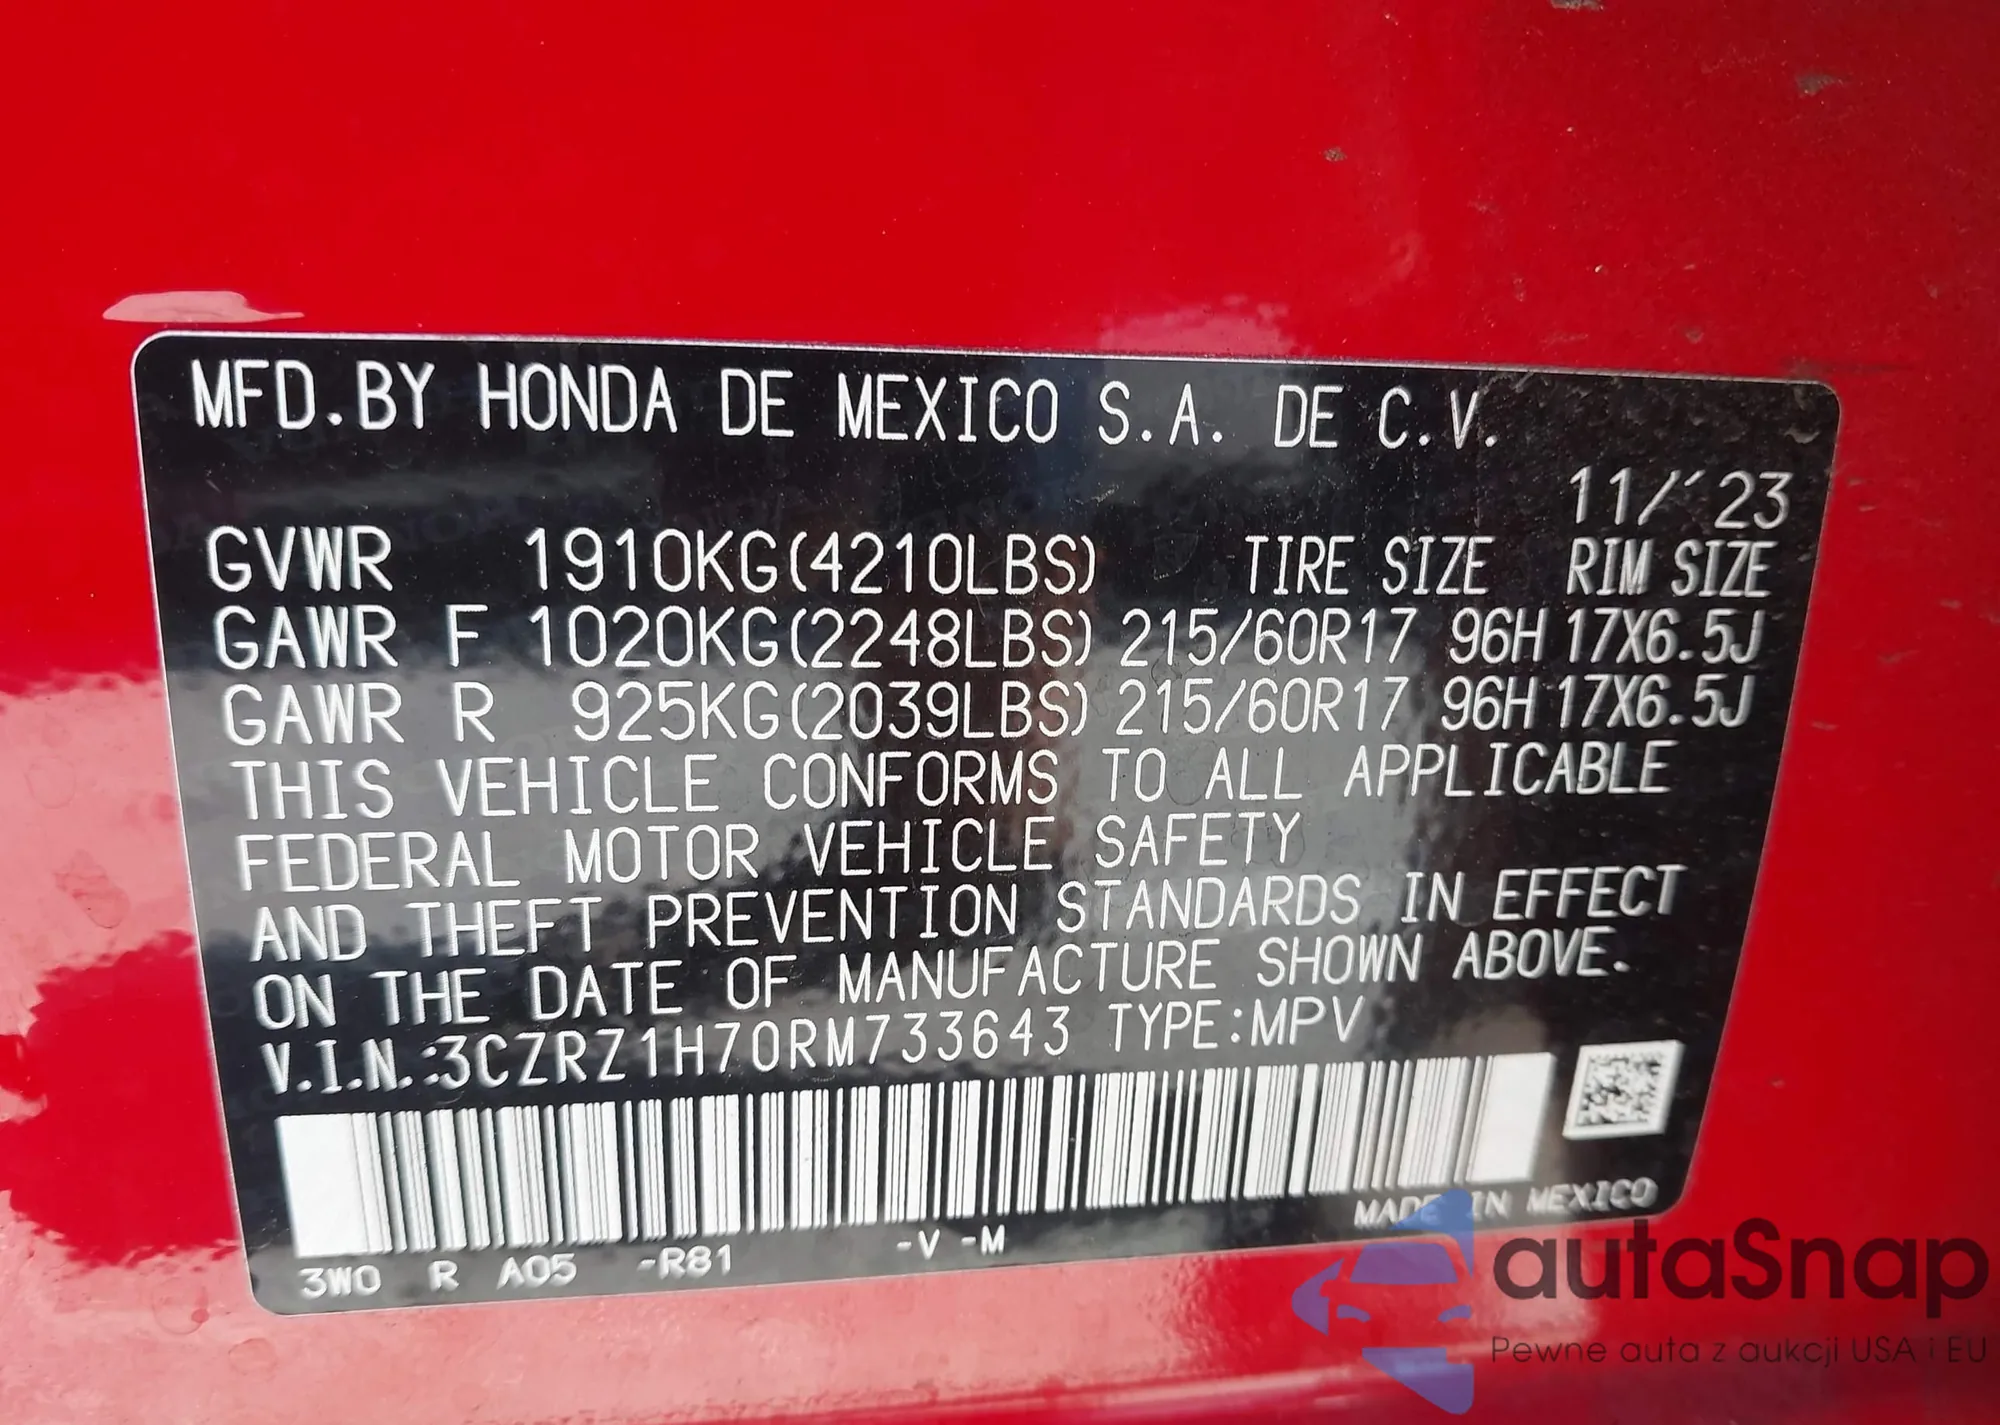 MFD.BY HONDA DE MEXICO S.A. DE C.V.
11/´23
GVWR 1910KG(4210LBS) TIRE SIZE RIM SIZE
GAWR F 1020KG(2248LBS) 215/60R17 96H 17X6.5J
GAWR R 925KG(2039LBS) 215/60R17 96H 17X6.5J
THIS VEHICLE CONFORMS TO ALL APPLICABLE
FEDERAL MOTOR VEHICLE SAFETY
AND THEFT PREVENTION STANDARDS IN EFFECT
ON THE DATE OF MANUFACTURE SHOWN ABOVE.
V.I.N.:3CZRZ1H70RM733643 TYPE:MPV
MADE IN MEXICO
3W0 R A05 -R81 -V -M
autaSnap
Pewne auta z aukcji USA i EU